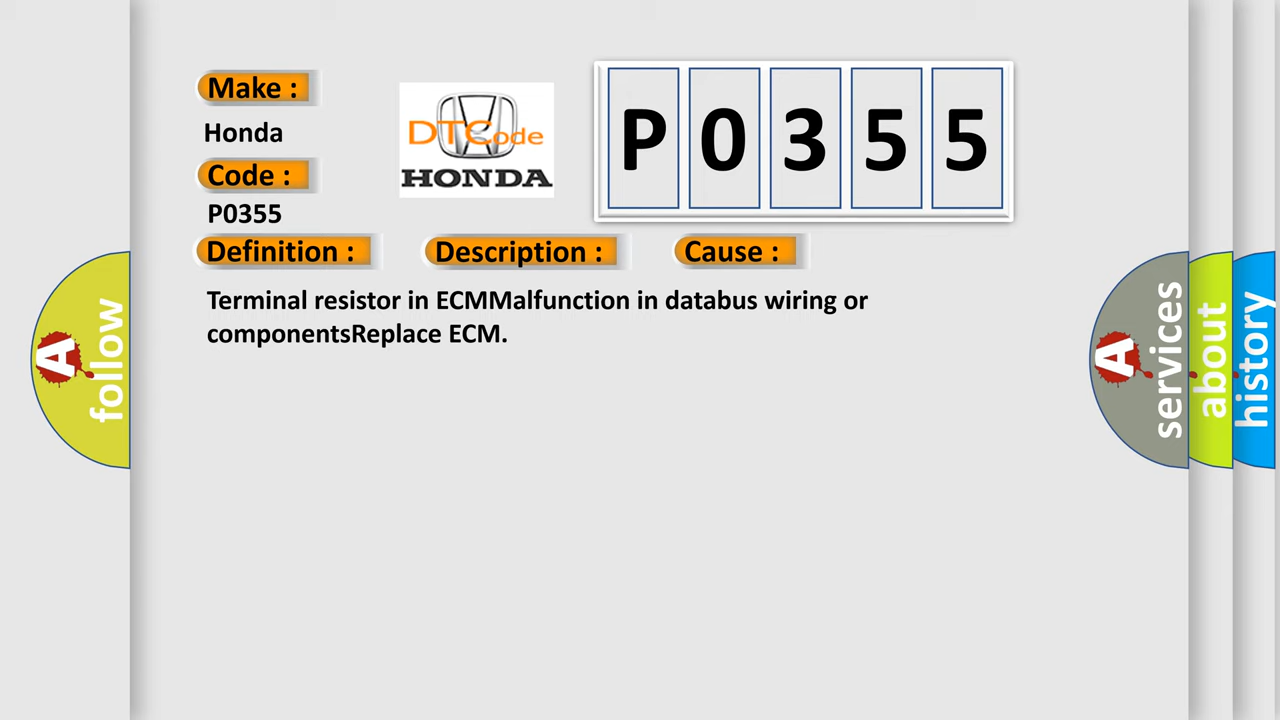 Make :
Honda
Code :
P0355
DTCode
HONDA
P0355
Definition :
Description :
Cause :
Terminal resistor in ECMMalfunction in databus wiring or
componentsReplace ECM.
A
follow
A
services
about
history